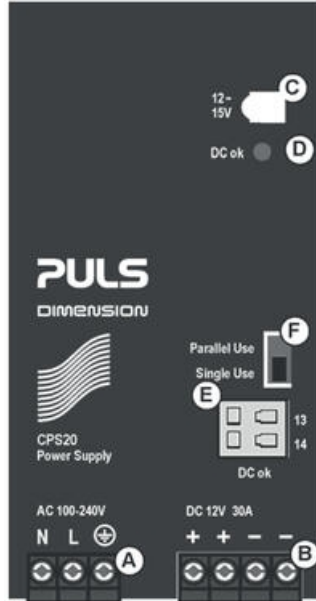 C
12–
15V
DC ok
D
PULS
DIMENSION
F
Parallel Use
Single Use
E
13
14
CPS20
Power Supply
DC ok
AC 100-240V
DC 12V 30A
N L
+ + − −
A
B